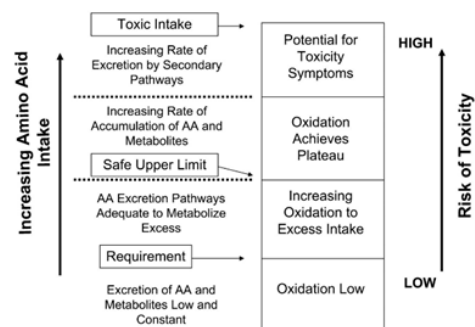 Toxic Intake
Increasing Rate of
Excretion by Secondary
Pathways
Increasing Rate of
Accumulation of AA and
Metabolites
Safe Upper Limit
AA Excretion Pathways
Adequate to Metabolize
Excess
Requirement
Excretion of AA and
Metabolites Low and
Constant
Increasing Amino Acid
Intake
Potential for
Toxicity
Symptoms
Oxidation
Achieves
Plateau
Increasing
Oxidation to
Excess Intake
Oxidation Low
HIGH
Risk of Toxicity
LOW